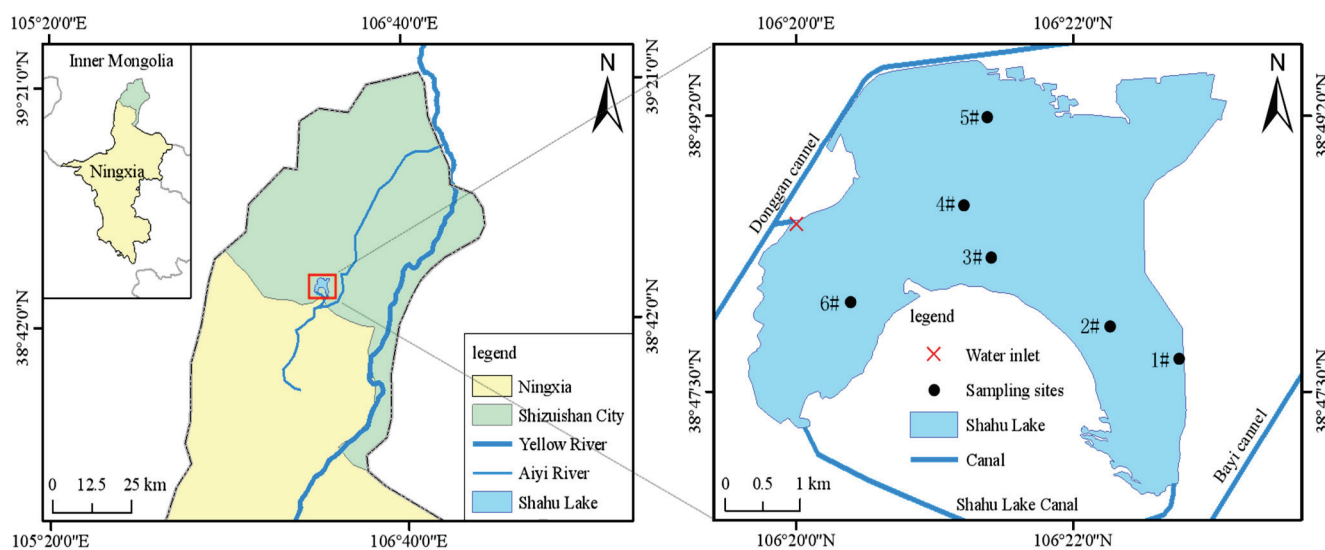 105°20'0"E
106°40'0"E
39°21'0"N
38°42'0"N
Inner Mongolia
Ningxia
N
legend
Ningxia
Shizuishan City
Yellow River
Aiyi River
Shahu Lake
0 12.5 25 km
105°20'0"E
106°40'0"E
39°21'0"N
38°42'0"N
106°20'0"E
106°22'0"E
38°49'20"N
38°47'30"N
N
Donggan cannel
5#
4#
3#
6#
2#
1#
legend
Water inlet
Sampling sites
Shahu Lake
Canal
Bayi cannel
0 0.5 1 km
Shahu Lake Canal
38°49'20"N
38°47'30"N
106°20'0"E
106°22'0"E